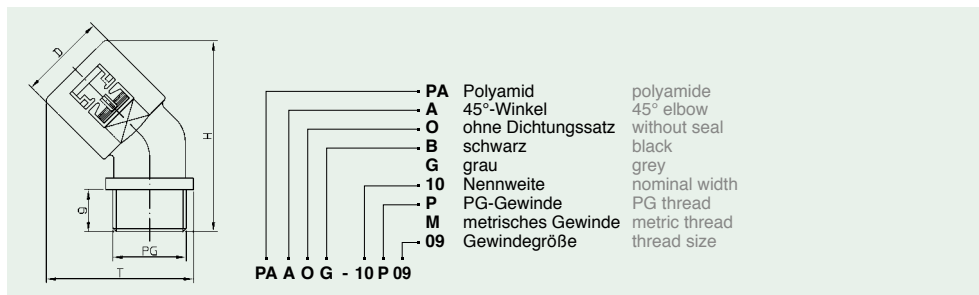 D
H
g
PG
T
PA Polyamid polyamide
A 45°-Winkel 45° elbow
O ohne Dichtungssatz without seal
B schwarz black
G grau grey
10 Nennweite nominal width
P PG-Gewinde PG thread
M metrisches Gewinde metric thread
09 Gewindegröße thread size
PA A O G - 10 P 09